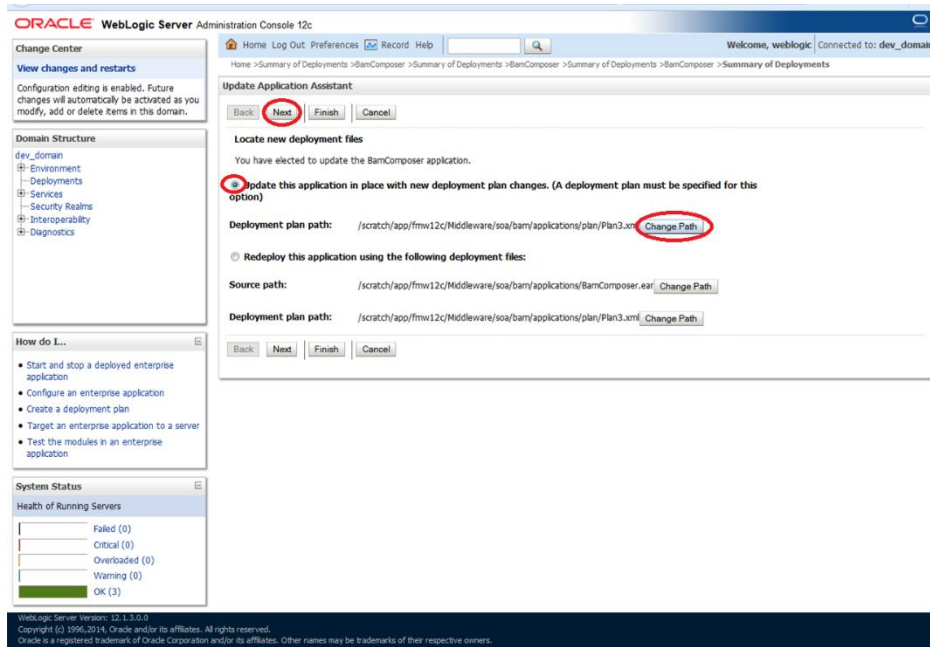 ORACLE WebLogic Server Administration Console 12c
Change Center
View changes and restarts
Configuration editing is enabled. Future
changes will automatically be activated as you
modify, add or delete items in this domain.
Domain Structure
dev_domain
Environment
Deployments
Services
Security Realms
Interoperability
Diagnostics
How do I...
Start and stop a deployed enterprise
application
Configure an enterprise application
Create a deployment plan
Target an enterprise application to a server
Test the modules in an enterprise
application
System Status
Health of Running Servers
Failed (0)
Critical (0)
Overloaded (0)
Warning (0)
OK (3)
Home Log Out Preferences Record Help
Welcome, weblogic Connected to: dev_domain
Home >Summary of Deployments >BamComposer >Summary of Deployments >BamComposer >Summary of Deployments >BamComposer >Summary of Deployments
Update Application Assistant
Back Next Finish Cancel
Locate new deployment files
You have elected to update the BamComposer application.
Update this application in place with new deployment plan changes. (A deployment plan must be specified for this
option)
Deployment plan path: /scratch/app/fmw12c/Middleware/soa/bam/applications/plan/Plan3.xml Change Path
Redeploy this application using the following deployment files:
Source path: /scratch/app/fmw12c/Middleware/soa/bam/applications/BamComposer.ear Change Path
Deployment plan path: /scratch/app/fmw12c/Middleware/soa/bam/applications/plan/Plan3.xml Change Path
Back Next Finish Cancel
WebLogic Server Version: 12.1.3.0.0
Copyright (c) 1996,2014, Oracle and/or its affiliates. All rights reserved.
Oracle is a registered trademark of Oracle Corporation and/or its affiliates. Other names may be trademarks of their respective owners.